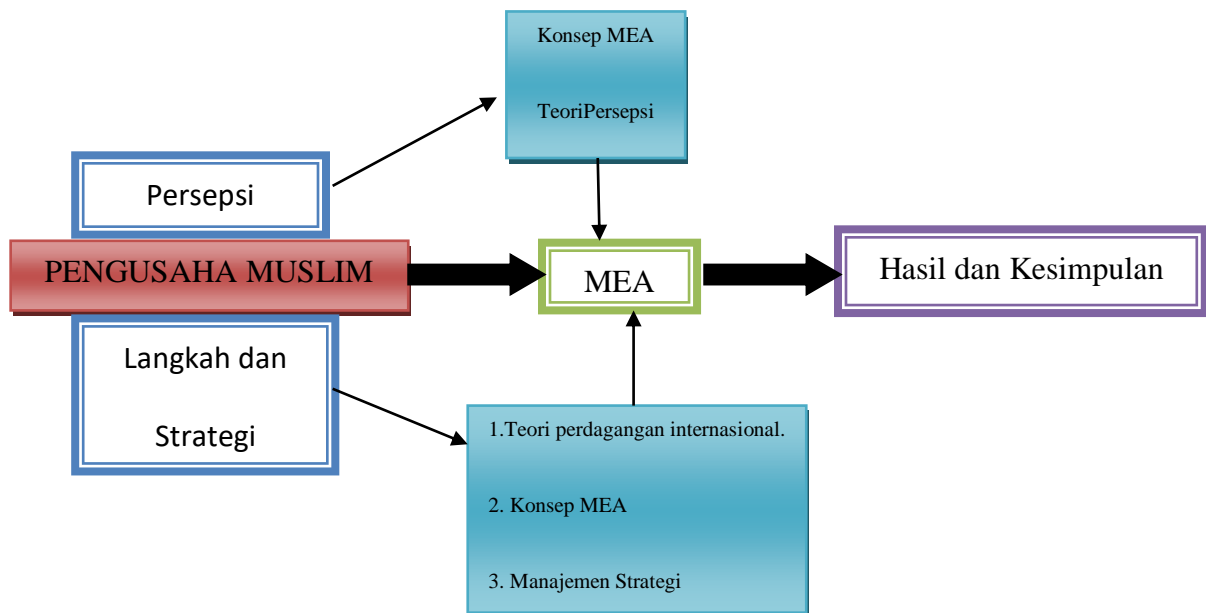 Konsep MEA
TeoriPersepsi
Persepsi
PENGUSAHA MUSLIM
MEA
Hasil dan Kesimpulan
Langkah dan
Strategi
1.Teori perdagangan internasional.
2. Konsep MEA
3. Manajemen Strategi